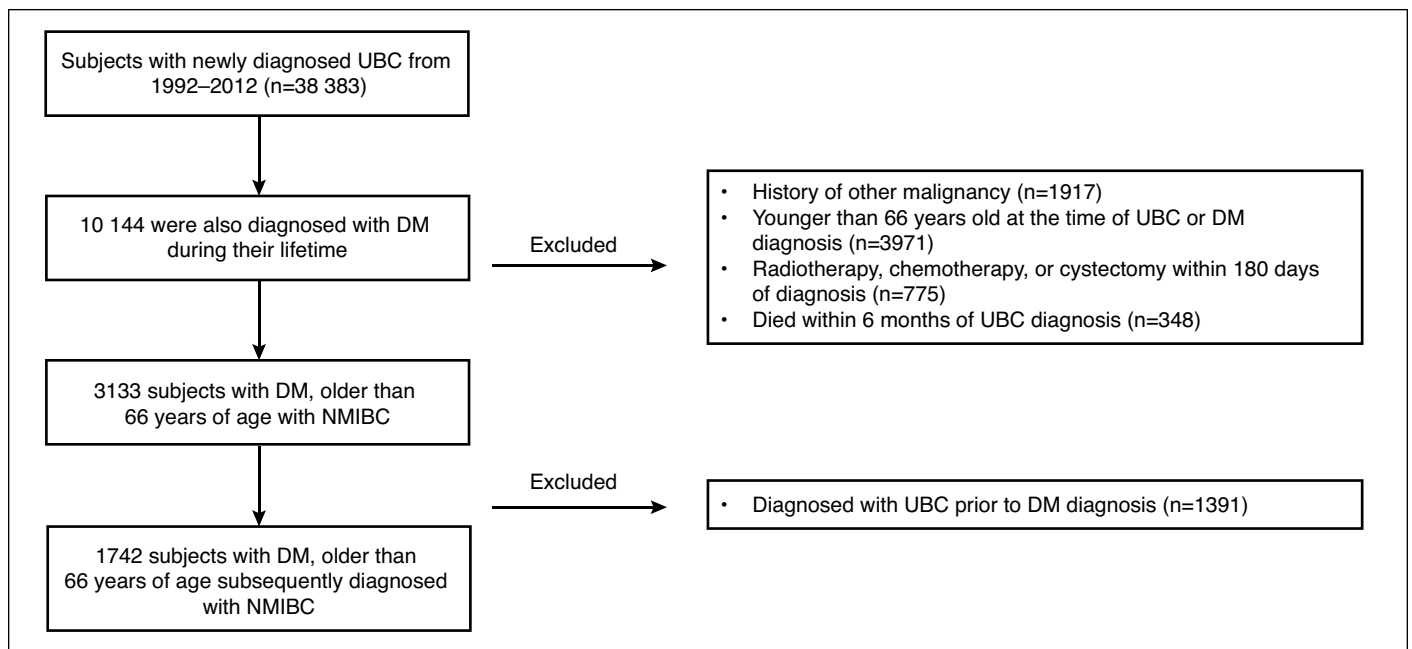 Subjects with newly diagnosed UBC from
1992–2012 (n=38 383)
10 144 were also diagnosed with DM
during their lifetime
Excluded
• History of other malignancy (n=1917)
• Younger than 66 years old at the time of UBC or DM
diagnosis (n=3971)
• Radiotherapy, chemotherapy, or cystectomy within 180 days
of diagnosis (n=775)
• Died within 6 months of UBC diagnosis (n=348)
3133 subjects with DM, older than
66 years of age with NMIBC
Excluded
• Diagnosed with UBC prior to DM diagnosis (n=1391)
1742 subjects with DM, older than
66 years of age subsequently diagnosed
with NMIBC